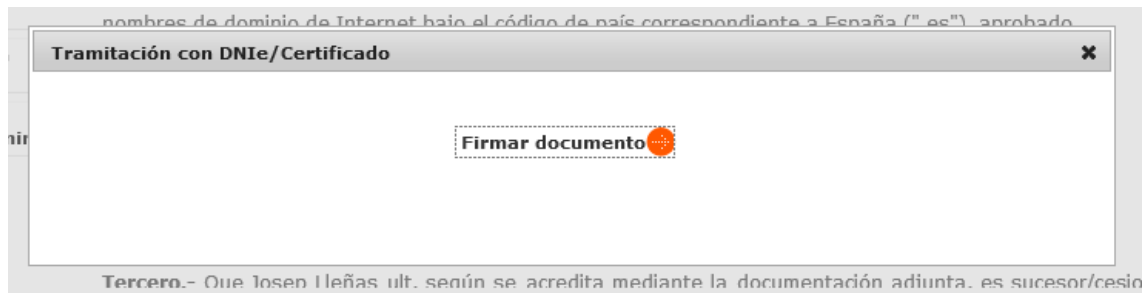 nombres de dominio de Internet bajo el código de país correspondiente a España (".es"), aprobado
Tramitación con DNIe/Certificado
Firmar documento
Tercero.- Que Josep Lleñas ult, según se acredita mediante la documentación adjunta, es sucesor/cesio